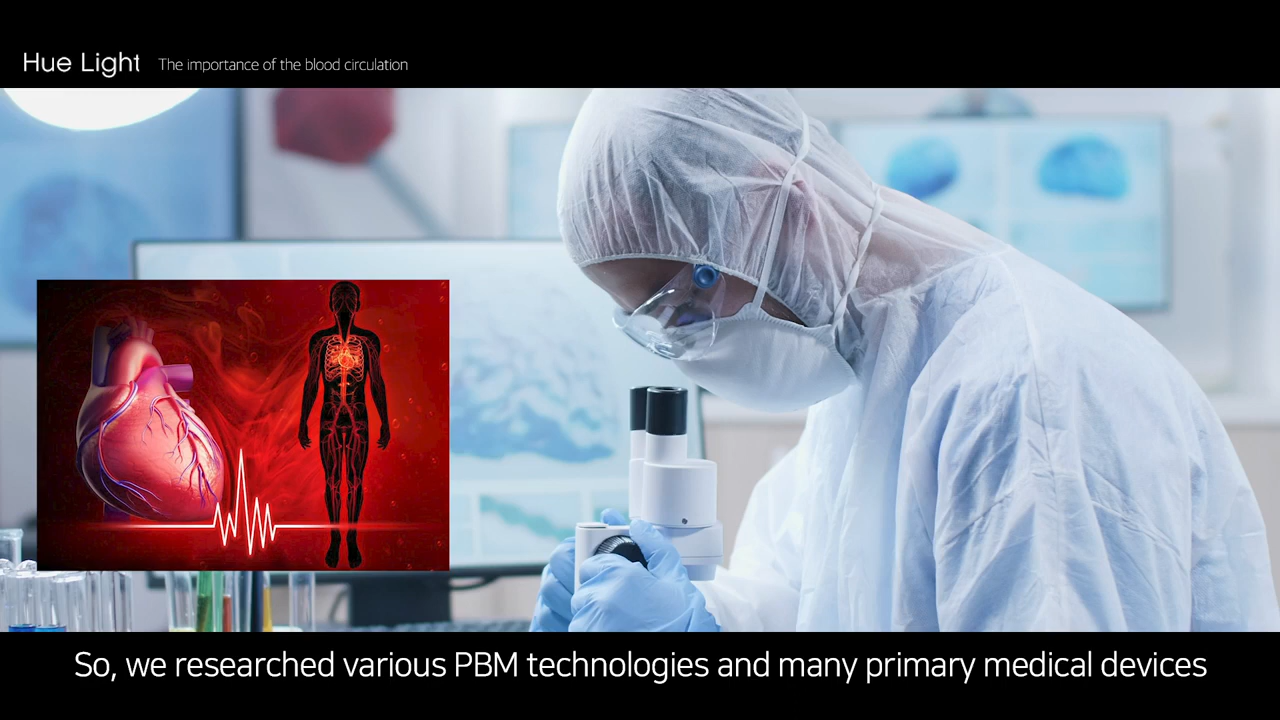 Hue Light The importance of the blood circulation
So, we researched various PBM technologies and many primary medical devices